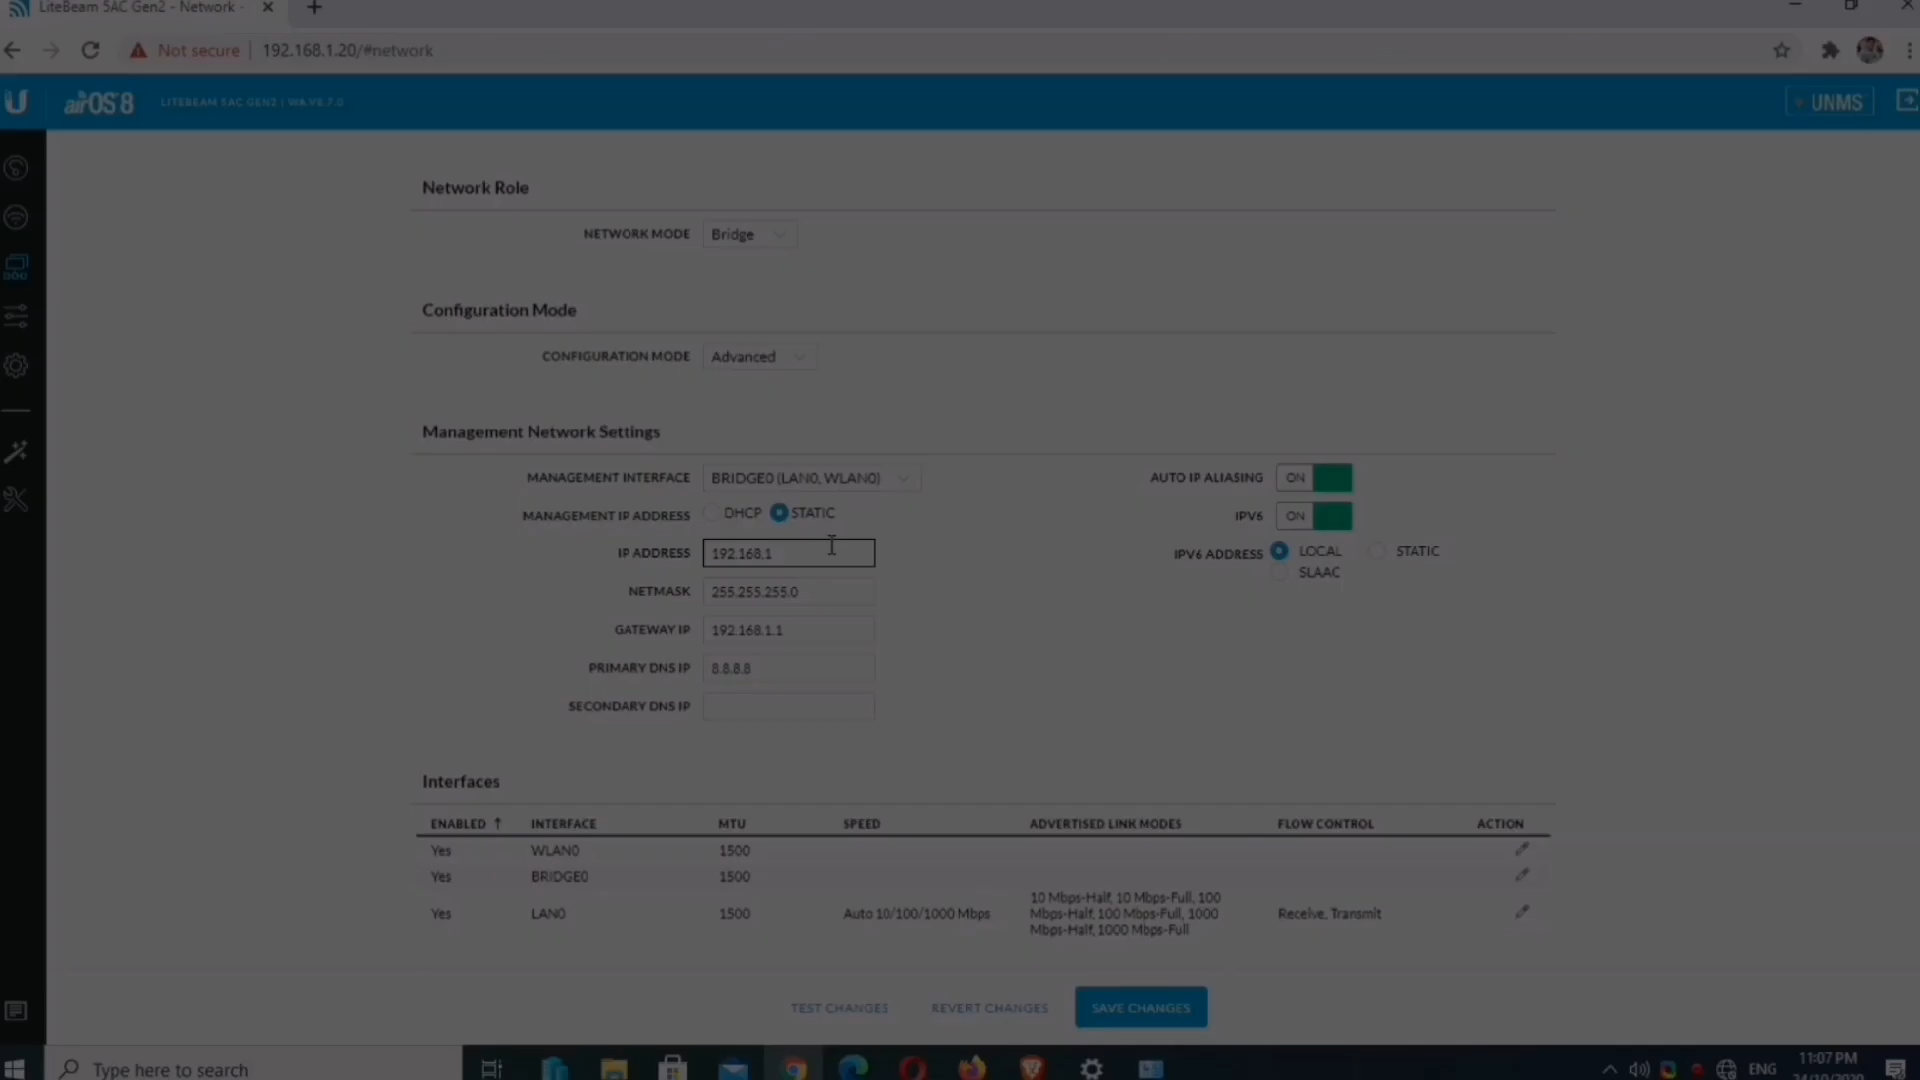 LiteBeam 5AC Gen2 - Network -
Not secure | 192.168.1.20/#network
airOS 8 LITEBEAM 5AC GEN2 | WA.V8.7.0 UNMS
Network Role
NETWORK MODE Bridge
Configuration Mode
CONFIGURATION MODE Advanced
Management Network Settings
MANAGEMENT INTERFACE BRIDGE0 (LAN0, WLAN0) AUTO IP ALIASING ON
MANAGEMENT IP ADDRESS DHCP STATIC IPV6 ON
IP ADDRESS 192.168.1 IPV6 ADDRESS LOCAL STATIC
SLAAC
NETMASK 255.255.255.0
GATEWAY IP 192.168.1.1
PRIMARY DNS IP 8.8.8.8
SECONDARY DNS IP
Interfaces
ENABLED ↑ INTERFACE MTU SPEED ADVERTISED LINK MODES FLOW CONTROL ACTION
Yes WLAN0 1500
Yes BRIDGE0 1500
Yes LAN0 1500 Auto 10/100/1000 Mbps 10 Mbps-Half, 10 Mbps-Full, 100
Mbps-Half, 100 Mbps-Full, 1000
Mbps-Half, 1000 Mbps-Full Receive, Transmit
TEST CHANGES REVERT CHANGES SAVE CHANGES
Type here to search ENG 11:07 PM